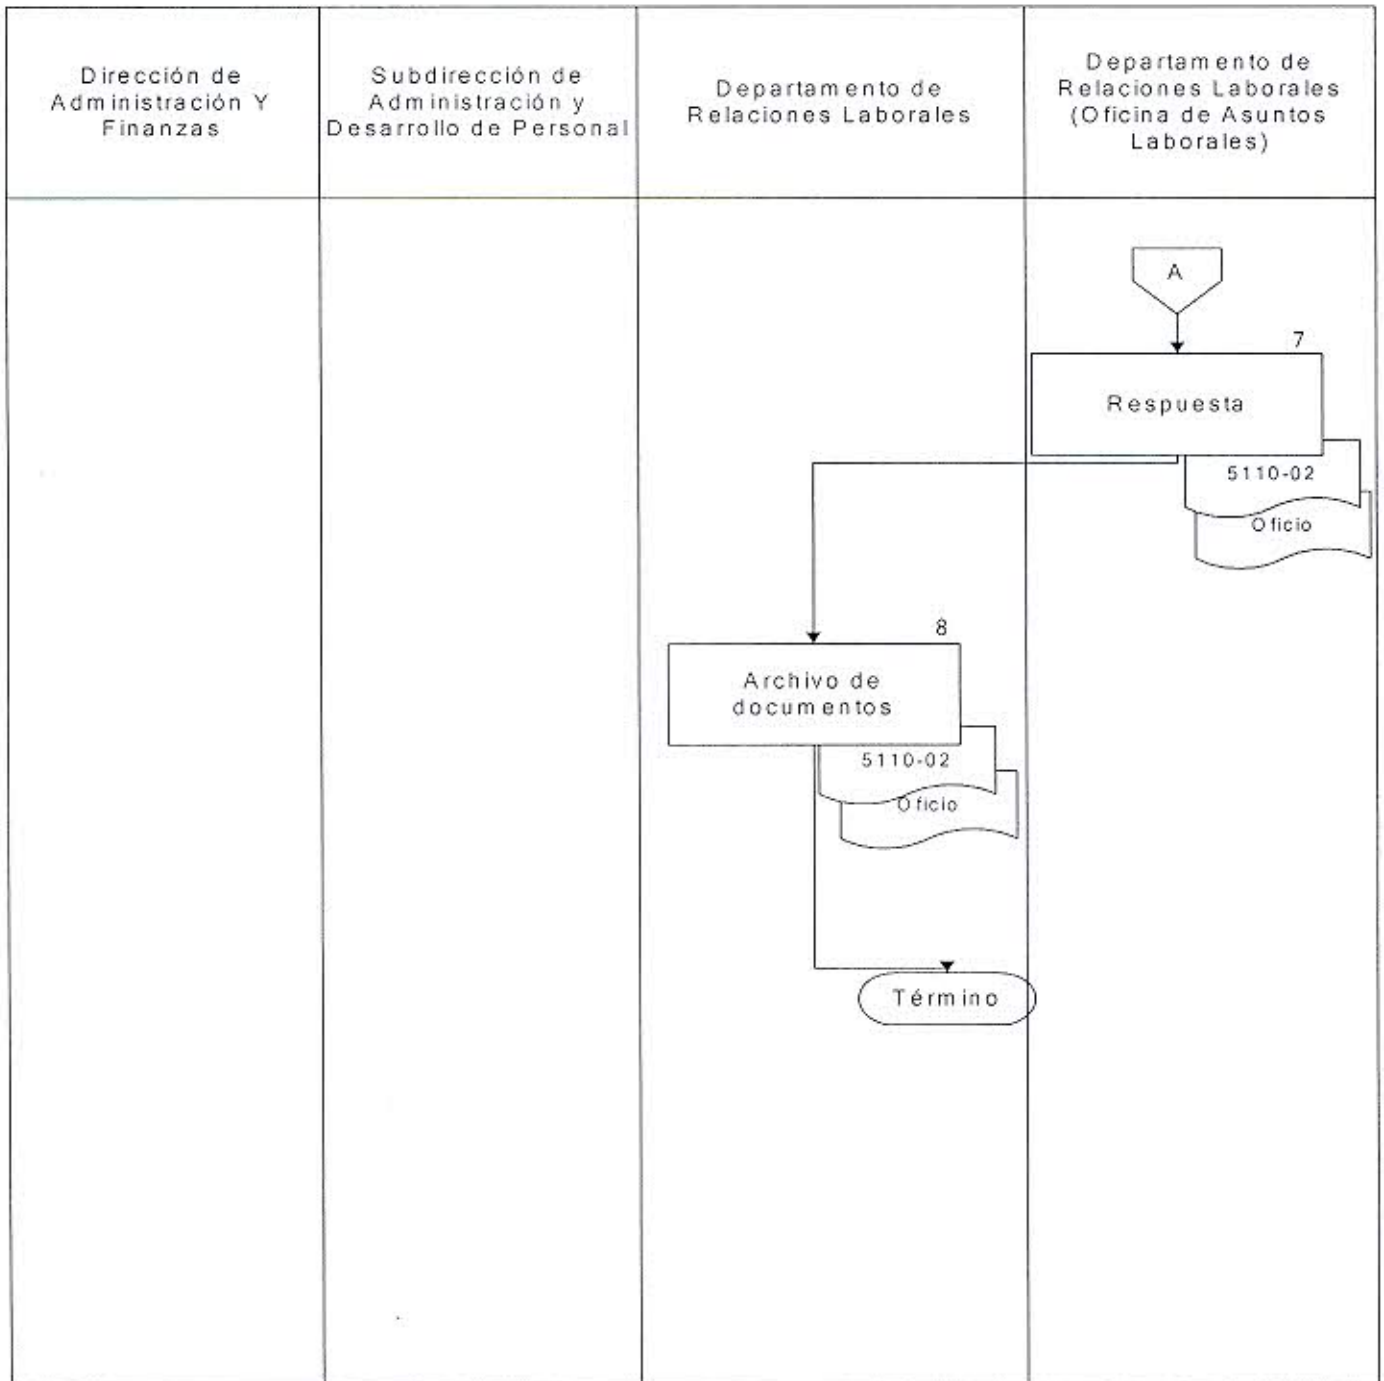 Dirección de
Administración Y
Finanzas
Subdirección de
Administración y
Desarrollo de Personal
Departamento de
Relaciones Laborales
Departamento de
Relaciones Laborales
(Oficina de Asuntos
Laborales)
A
7
Respuesta
5110-02
Oficio
8
Archivo de
documentos
5110-02
Oficio
Término